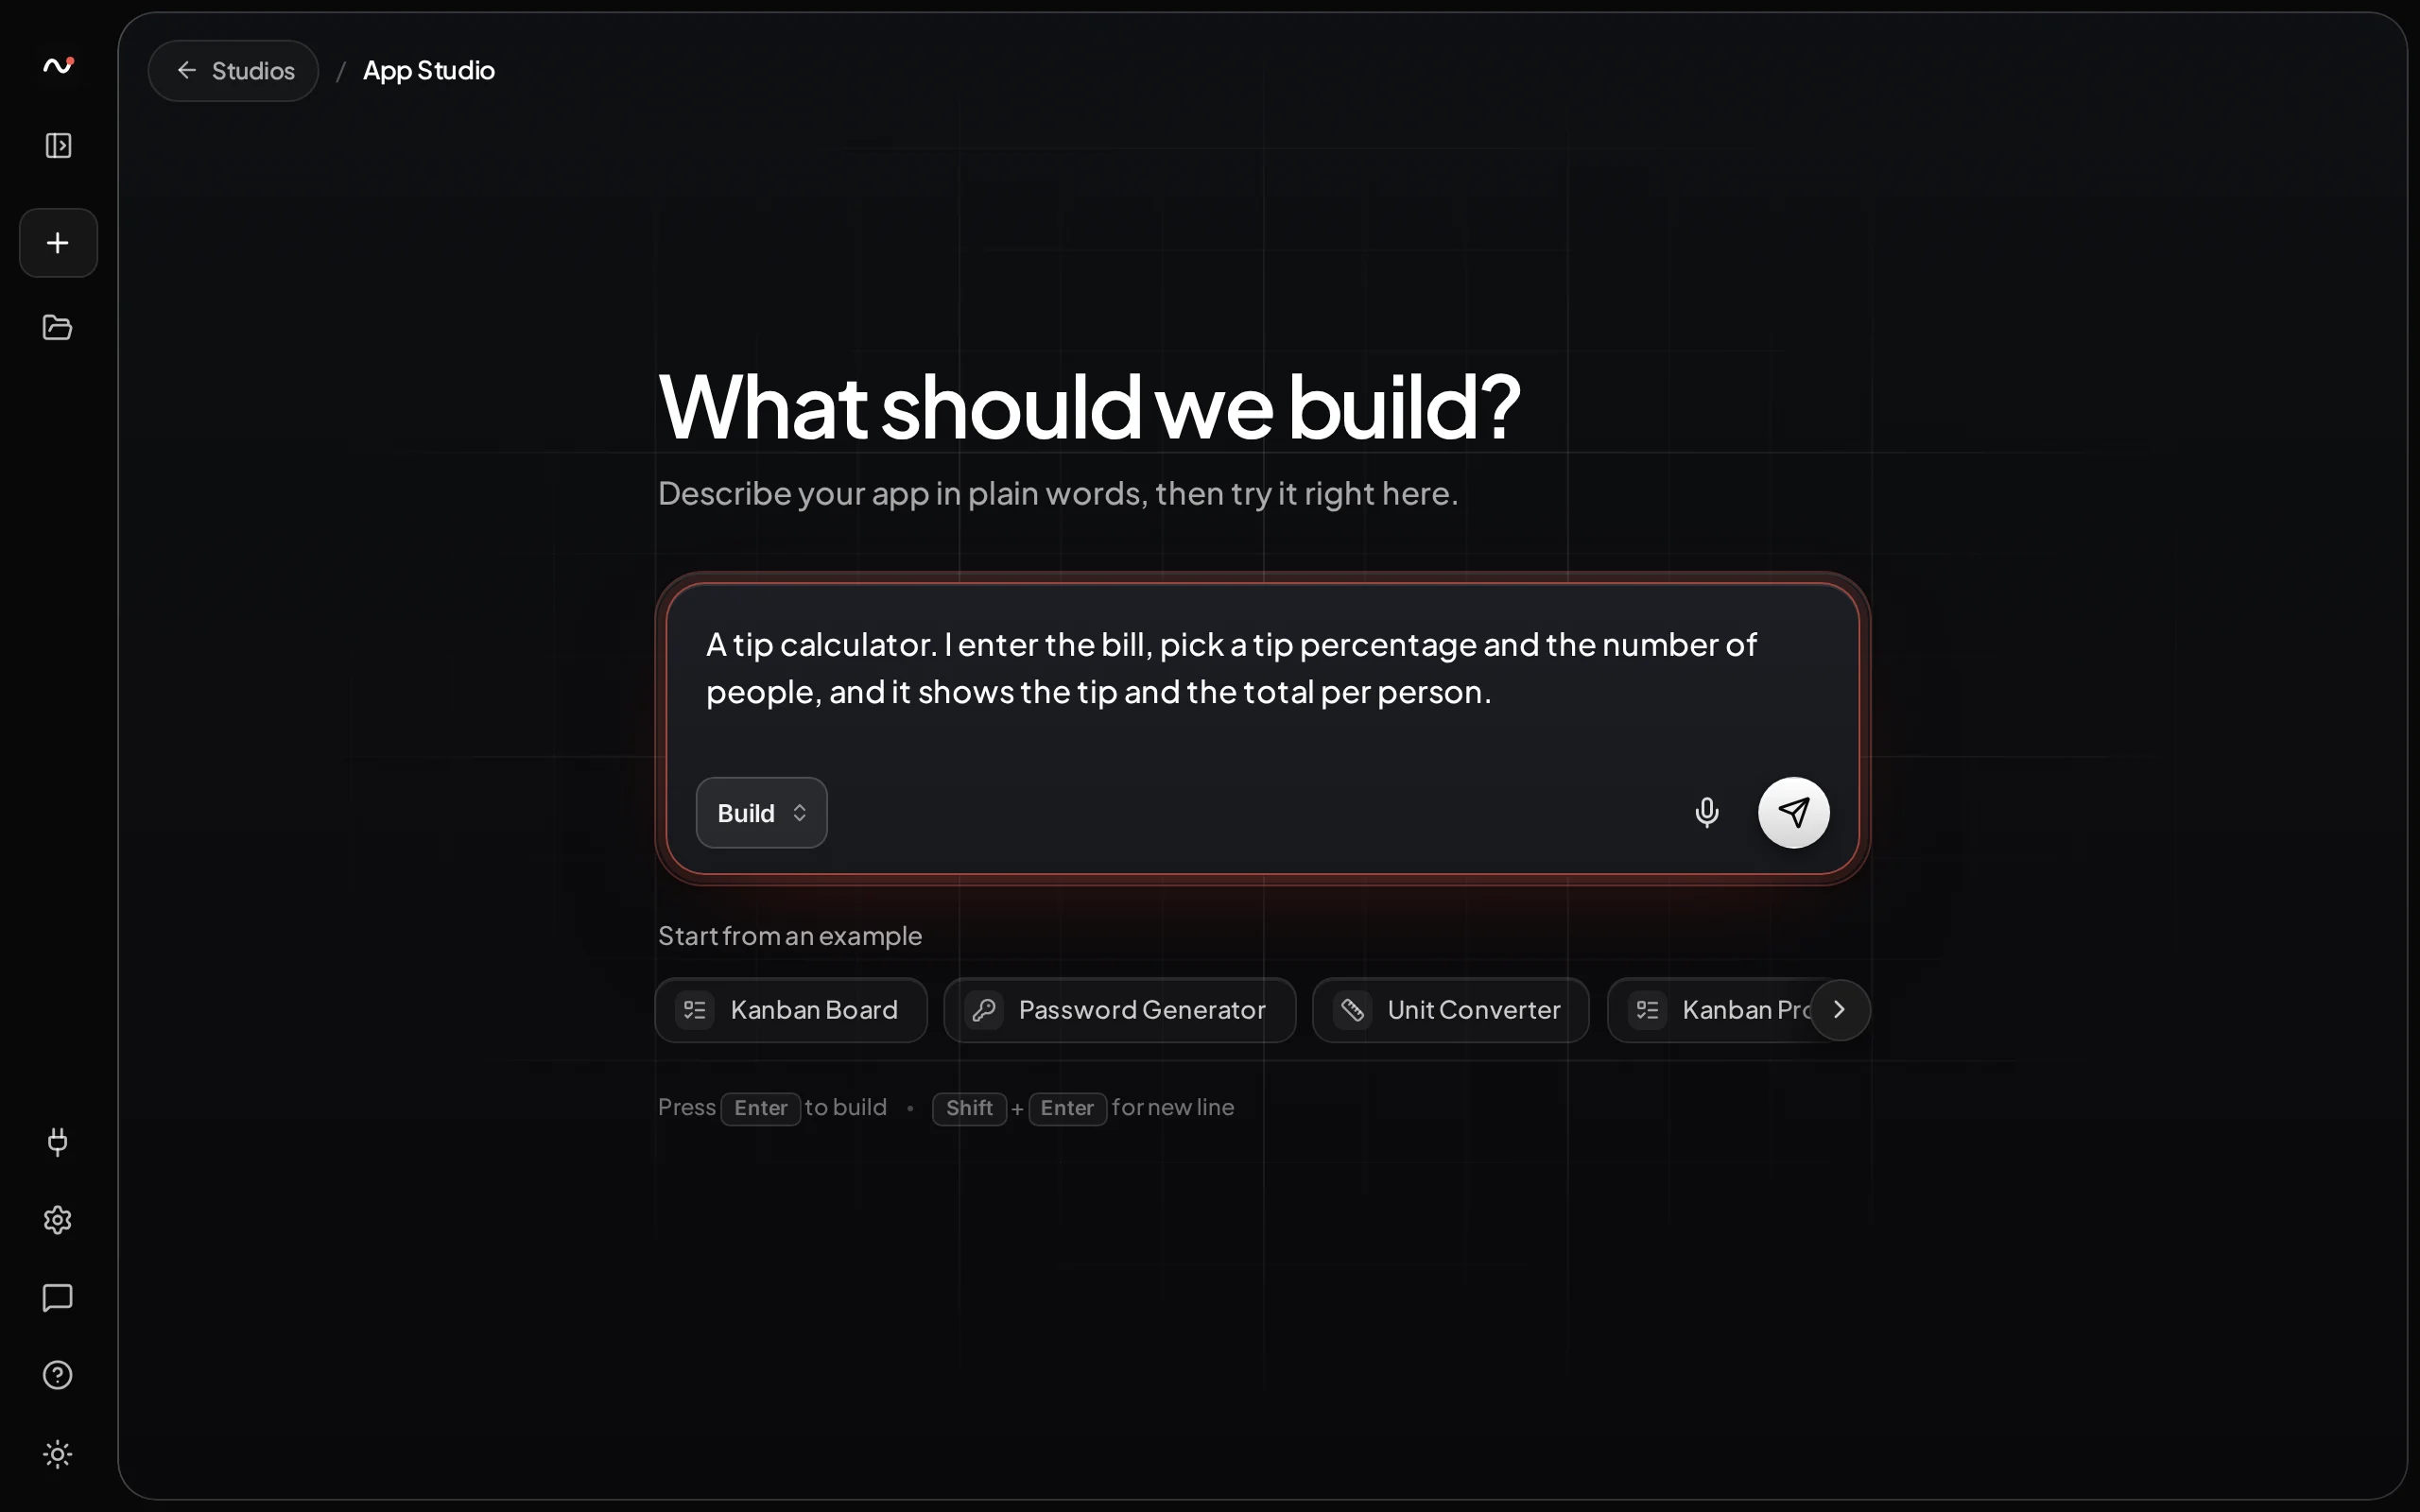 Studios / App Studio
What should we build?
Describe your app in plain words, then try it right here.
A tip calculator. I enter the bill, pick a tip percentage and the number of
people, and it shows the tip and the total per person.
Build
Start from an example
Kanban Board
Password Generator
Unit Converter
Kanban
Press Enter to build • Shift + Enter for new line